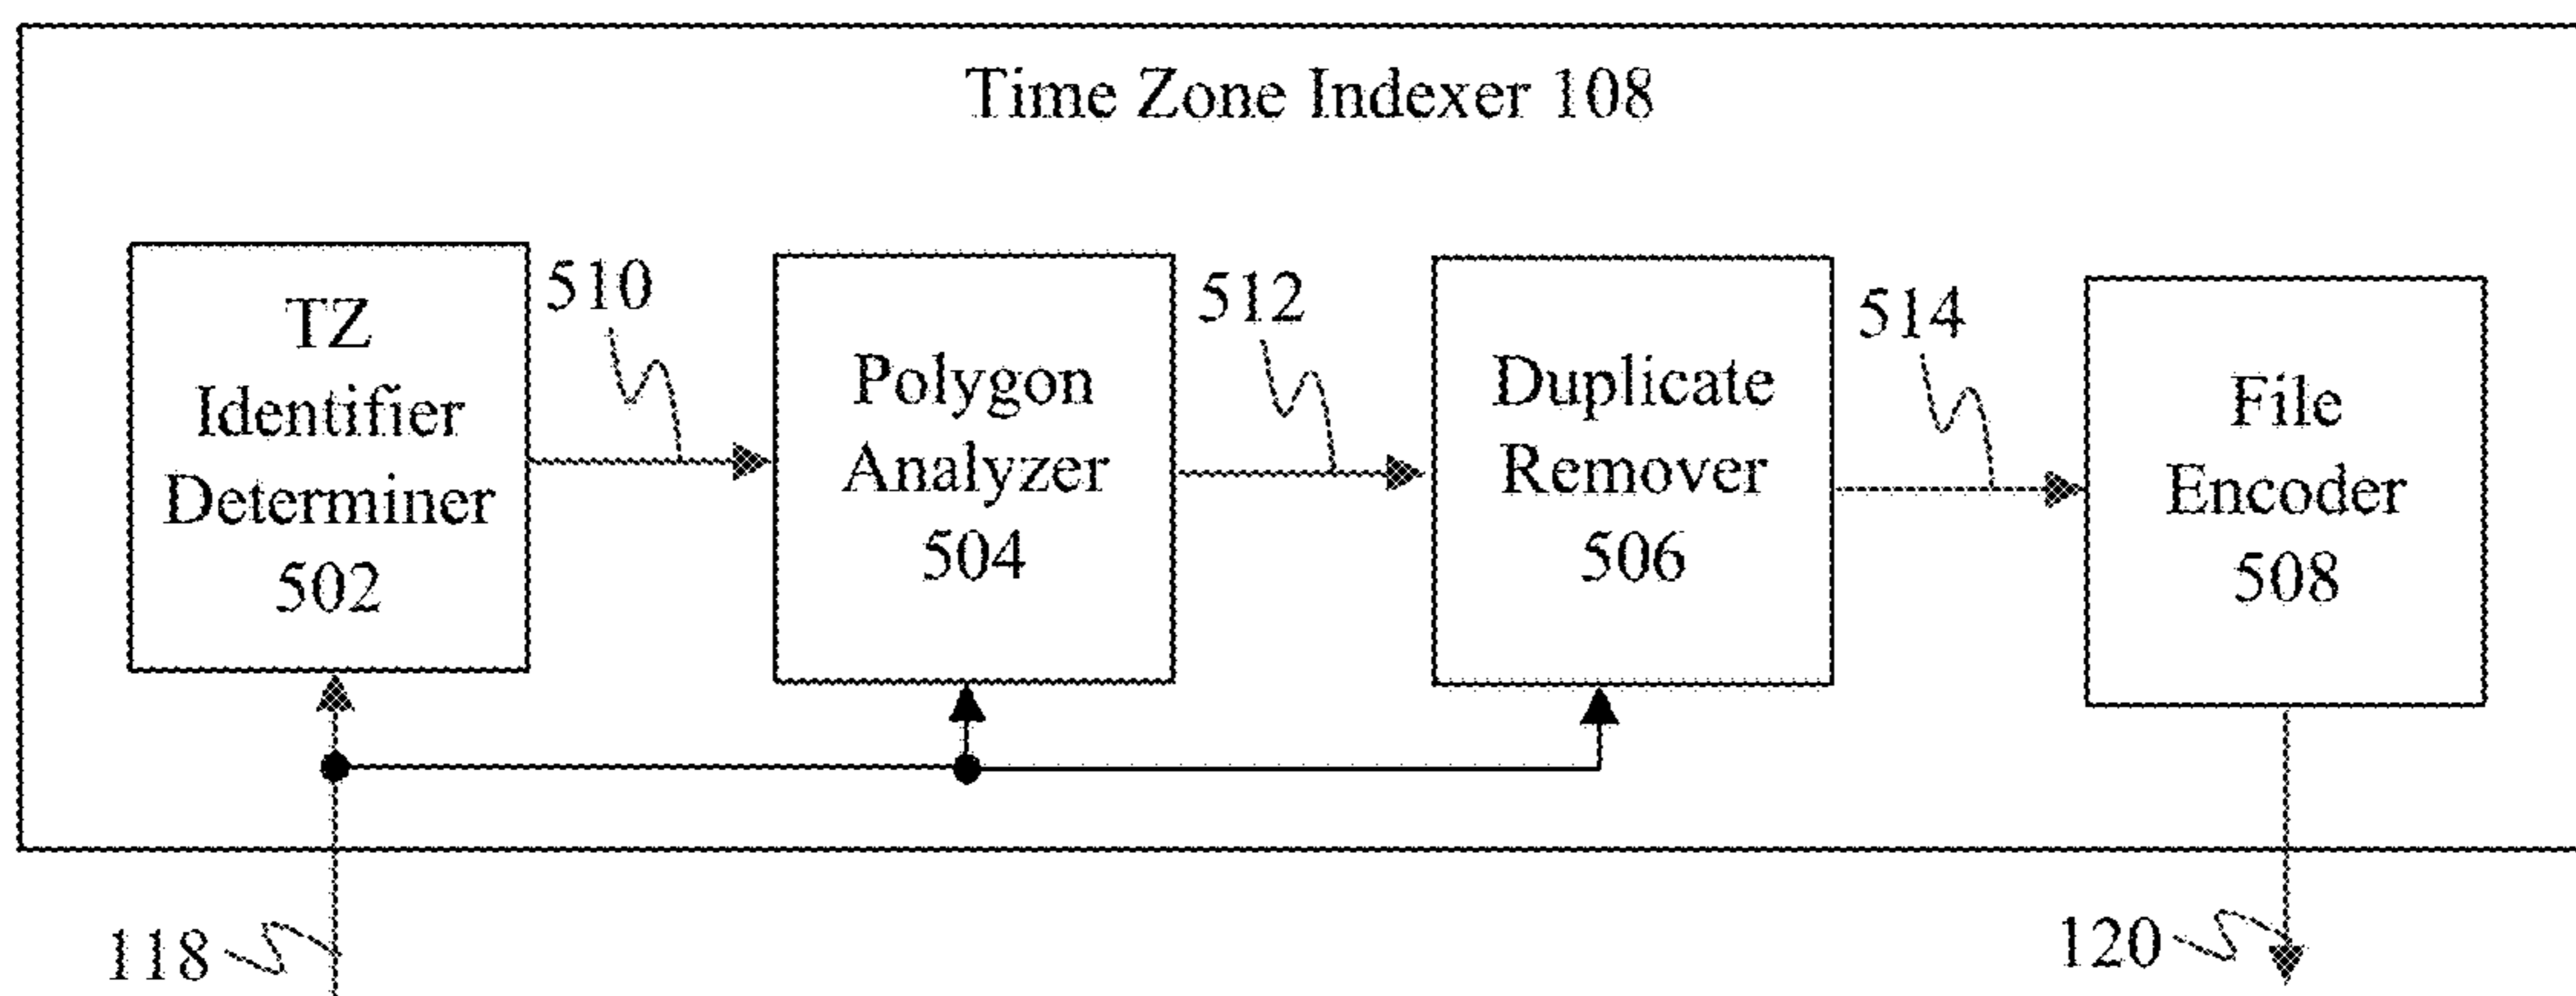 Time Zone Indexer 108
TZ
Identifier
Determiner
502
510
Polygon
Analyzer
504
512
Duplicate
Remover
506
514
File
Encoder
508
118
120